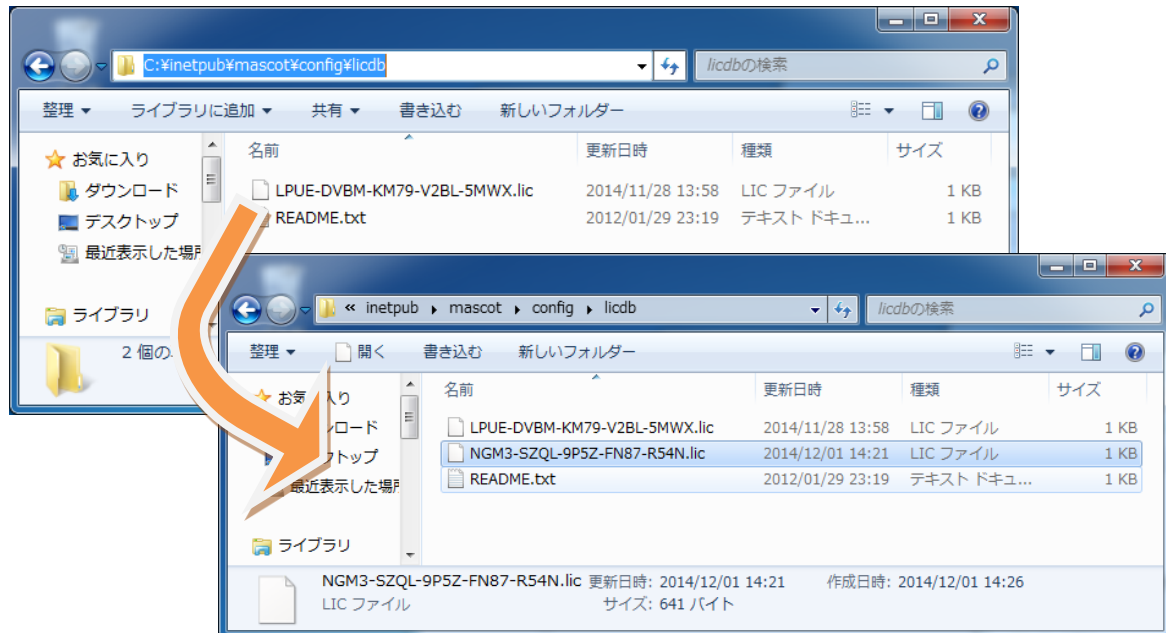 C:¥inetpub¥mascot¥config¥licdb
licdbの検索
整理 ライブラリに追加 共有 書き込む 新しいフォルダー
お気に入り
ダウンロード
デスクトップ
最近表示した場所
ライブラリ
2 個の
名前 更新日時 種類 サイズ
LPUE-DVBM-KM79-V2BL-5MWX.lic 2014/11/28 13:58 LIC ファイル 1 KB
README.txt 2012/01/29 23:19 テキスト ドキュ... 1 KB
« inetpub mascot config licdb
licdbの検索
整理 開く 書き込む 新しいフォルダー
お気 入り
ンロード
クトップ
最近表示した場所
ライブラリ
名前 更新日時 種類 サイズ
LPUE-DVBM-KM79-V2BL-5MWX.lic 2014/11/28 13:58 LIC ファイル 1 KB
NGM3-SZQL-9P5Z-FN87-R54N.lic 2014/12/01 14:21 LIC ファイル 1 KB
README.txt 2012/01/29 23:19 テキスト ドキュ... 1 KB
NGM3-SZQL-9P5Z-FN87-R54N.lic 更新日時: 2014/12/01 14:21 作成日時: 2014/12/01 14:26
LIC ファイル サイズ: 641 バイト